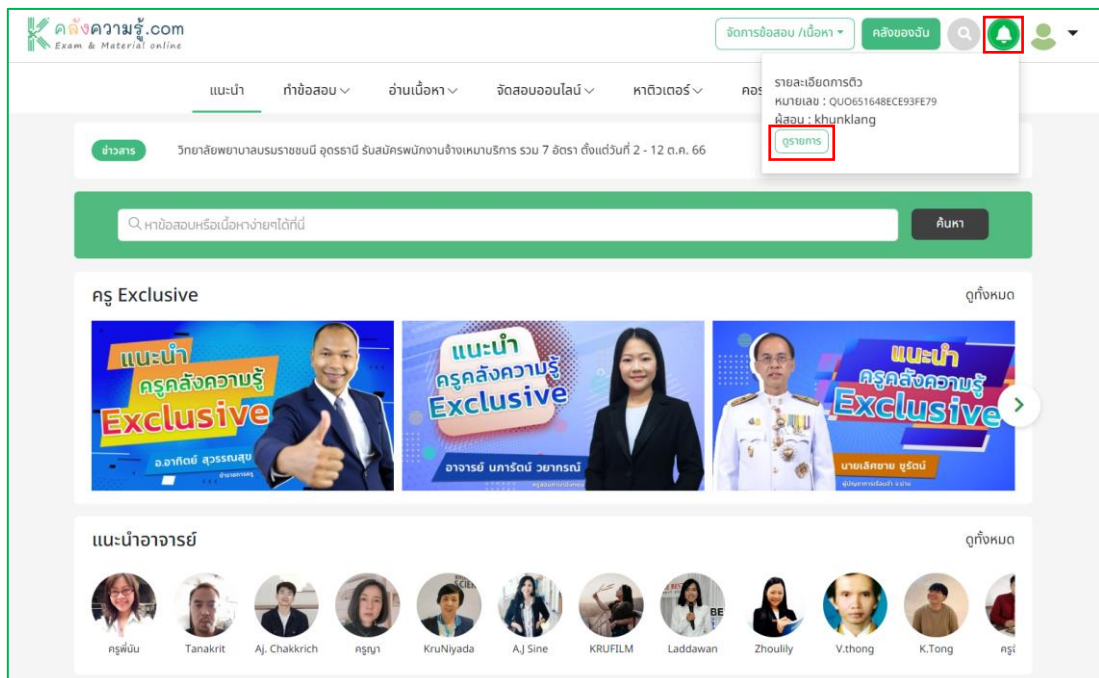 คลังความรู้.com
Exam & Material online
จัดการข้อสอบ /เนื้อหา
คลังของฉัน
แนะนำ
ทำข้อสอบ
อ่านเนื้อหา
จัดสอบออนไลน์
หาติวเตอร์
คอร
รายละเอียดการติว
หมายเลข : QUO651648ECE93FE79
ผู้สอน : khunklang
ดูรายการ
ข่าวสาร
วิทยาลัยพยาบาลบรมราชชนนี อุดรธานี รับสมัครพนักงานจ้างเหมาบริการ รวม 7 อัตรา ตั้งแต่วันที่ 2 - 12 ต.ค. 66
หาข้อสอบหรือเนื้อหาง่ายๆได้ที่นี่
ค้นหา
ครู Exclusive
ดูทั้งหมด
แนะนำ
ครูคลังความรู้
Exclusive
อ.อาทิตย์ สุวรรณสุข
แนะนำ
ครูคลังความรู้
Exclusive
อาจารย์ นภารัตน์ วยากรณ์
แนะนำ
ครูคลังความรู้
Exclusive
นายเลิศชาย ชูรัตน์
แนะนำอาจารย์
ดูทั้งหมด
ครูพี่นัน
Tanakrit
Aj. Chakkrich
ครูญา
KruNiyada
A.J Sine
KRUFILM
Laddawan
Zhoulily
V.thong
K.Tong